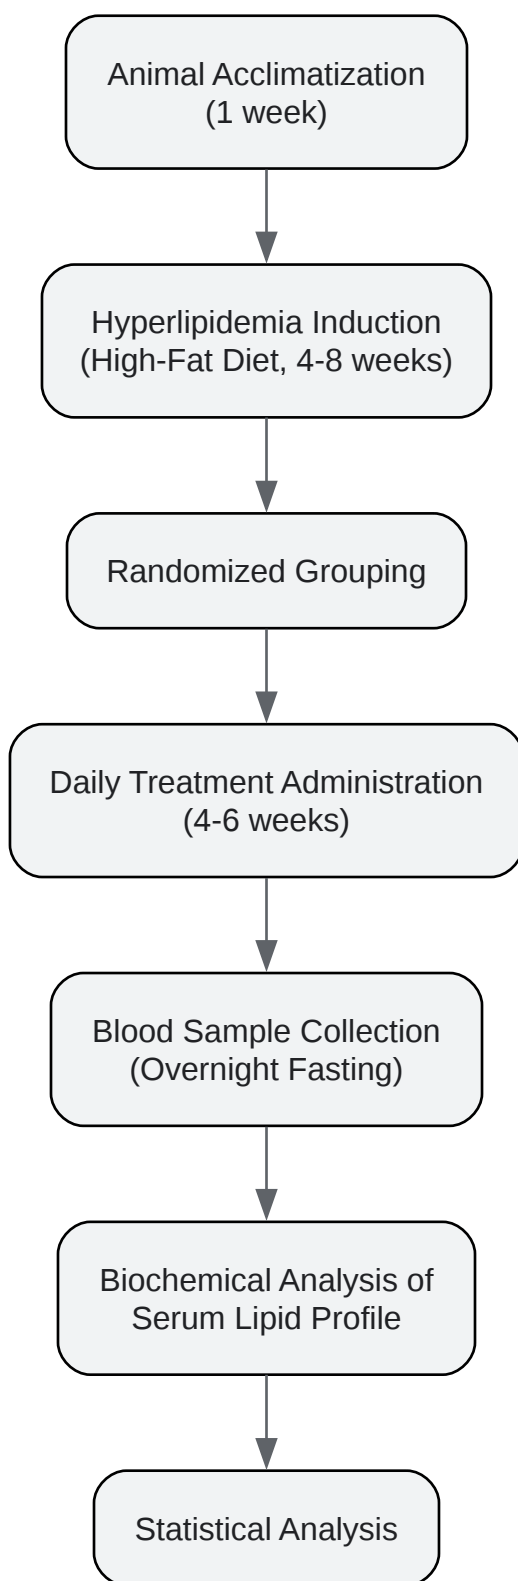 Animal Acclimatization
(1 week)
Hyperlipidemia Induction
(High-Fat Diet, 4-8 weeks)
Randomized Grouping
Daily Treatment Administration
(4-6 weeks)
Blood Sample Collection
(Overnight Fasting)
Biochemical Analysis of
Serum Lipid Profile
Statistical Analysis